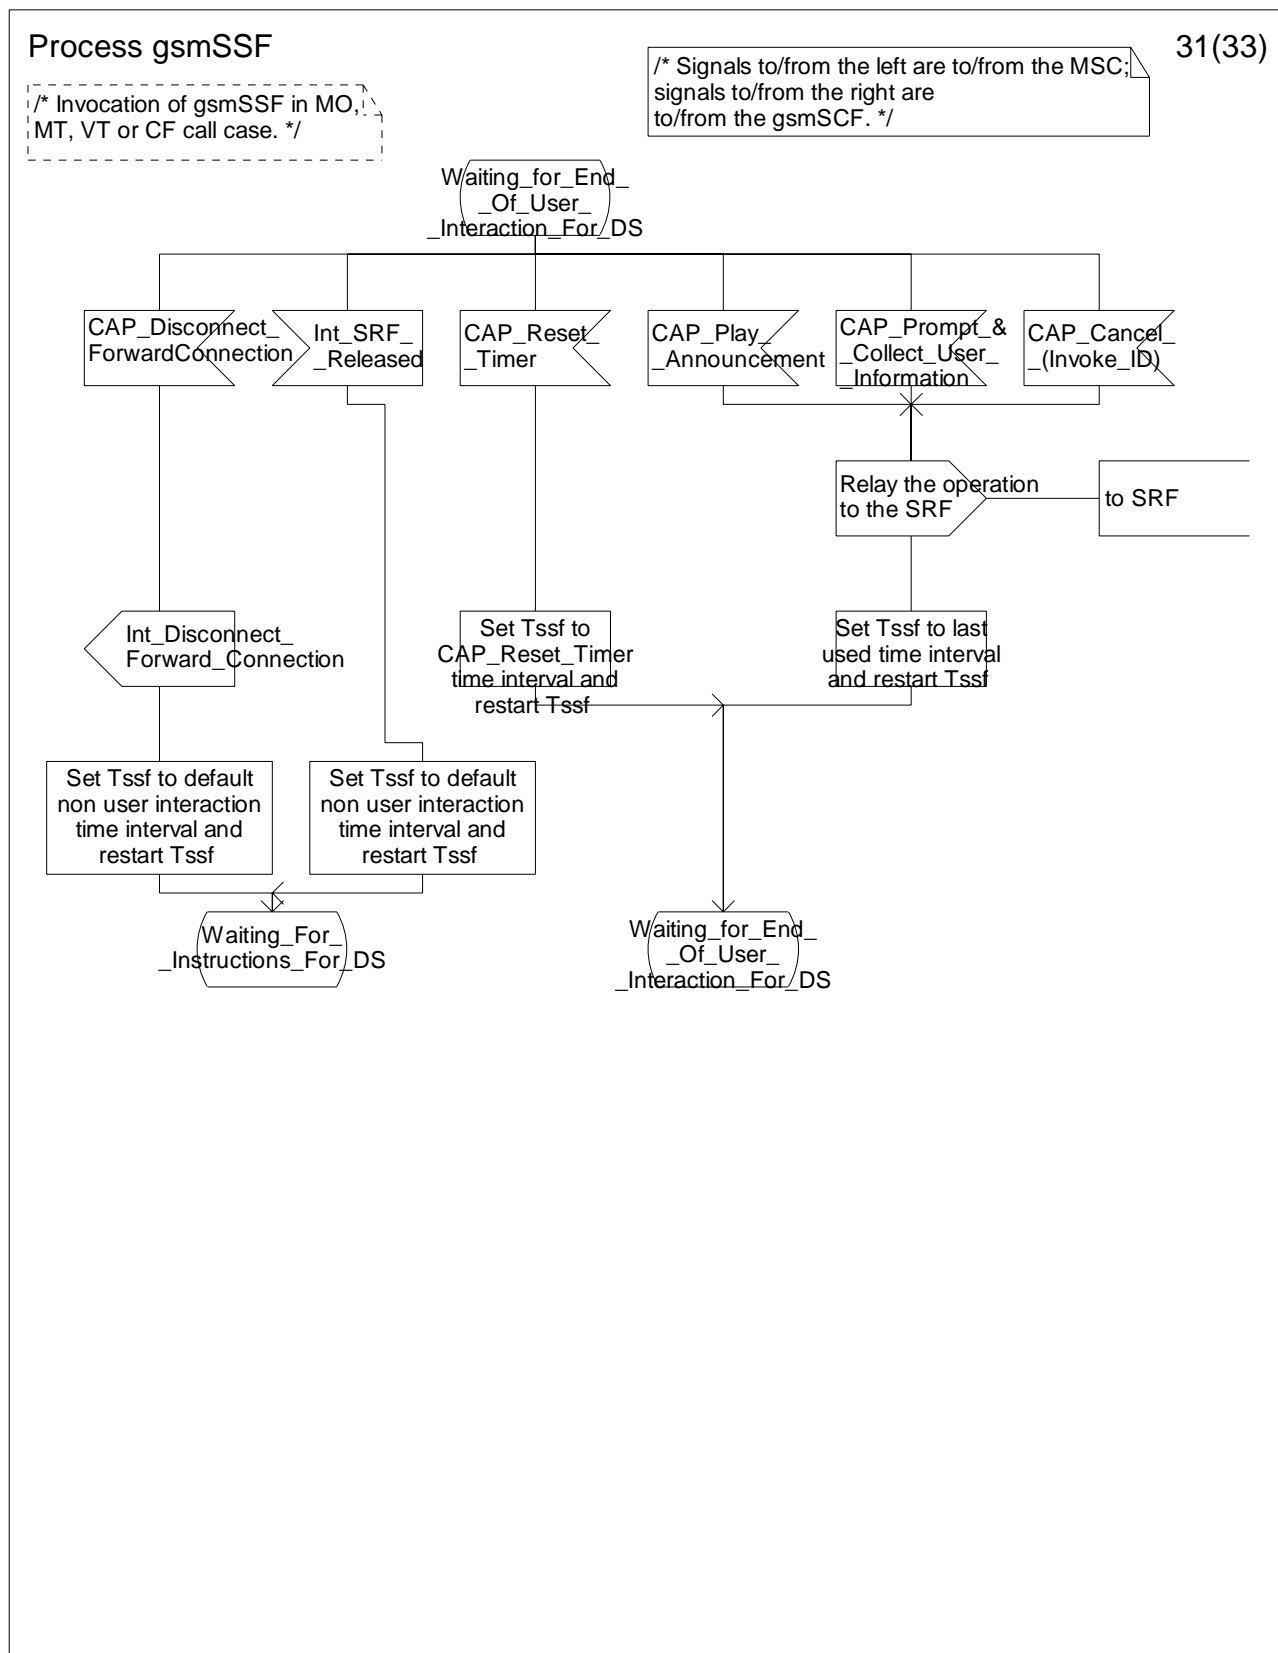 Process gsmSSF
31(33)
/* Invocation of gsmSSF in MO,
MT, VT or CF call case. */
/* Signals to/from the left are to/from the MSC;
signals to/from the right are
to/from the gsmSCF. */
Waiting_for_End_
_Of_User_
_Interaction_For_DS
CAP_Disconnect_
ForwardConnection
Int_SRF_
_Released
CAP_Reset_
_Timer
CAP_Play_
_Announcement
CAP_Prompt_&
_Collect_User_
_Information
CAP_Cancel_
_(Invoke_ID)
Relay the operation
to the SRF
to SRF
Int_Disconnect_
Forward_Connection
Set Tssf to
CAP_Reset_Timer
time interval and
restart Tssf
Set Tssf to last
used time interval
and restart Tssf
Set Tssf to default
non user interaction
time interval and
restart Tssf
Set Tssf to default
non user interaction
time interval and
restart Tssf
Waiting_For_
_Instructions_For_DS
Waiting_for_End_
_Of_User_
_Interaction_For_DS